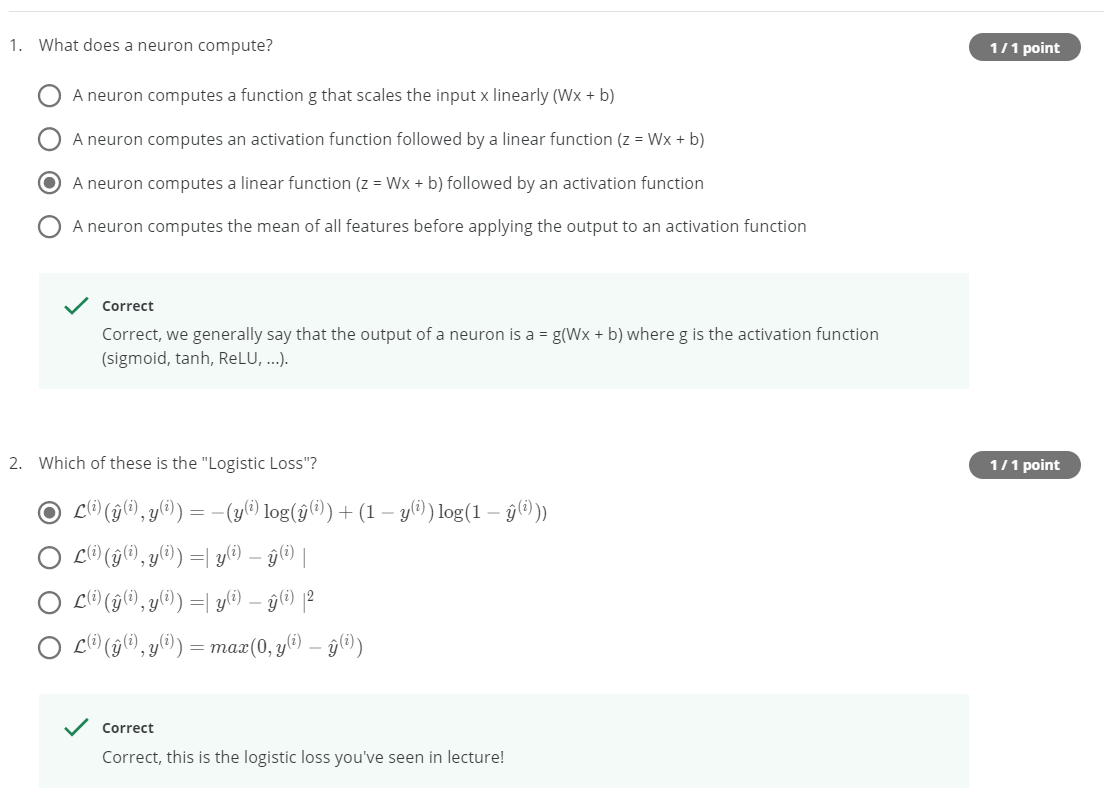 1. What does a neuron compute?
1 / 1 point
A neuron computes a function g that scales the input x linearly (Wx + b)
A neuron computes an activation function followed by a linear function (z = Wx + b)
A neuron computes a linear function (z = Wx + b) followed by an activation function
A neuron computes the mean of all features before applying the output to an activation function
Correct
Correct, we generally say that the output of a neuron is a = g(Wx + b) where g is the activation function
(sigmoid, tanh, ReLU, ...).
2. Which of these is the "Logistic Loss"?
1 / 1 point
ℒ⁽ⁱ⁾(ŷ⁽ⁱ⁾, y⁽ⁱ⁾) = −(y⁽ⁱ⁾ log(ŷ⁽ⁱ⁾) + (1 − y⁽ⁱ⁾) log(1 − ŷ⁽ⁱ⁾))
ℒ⁽ⁱ⁾(ŷ⁽ⁱ⁾, y⁽ⁱ⁾) =| y⁽ⁱ⁾ − ŷ⁽ⁱ⁾ |
ℒ⁽ⁱ⁾(ŷ⁽ⁱ⁾, y⁽ⁱ⁾) =| y⁽ⁱ⁾ − ŷ⁽ⁱ⁾ |²
ℒ⁽ⁱ⁾(ŷ⁽ⁱ⁾, y⁽ⁱ⁾) = max(0, y⁽ⁱ⁾ − ŷ⁽ⁱ⁾)
Correct
Correct, this is the logistic loss you've seen in lecture!